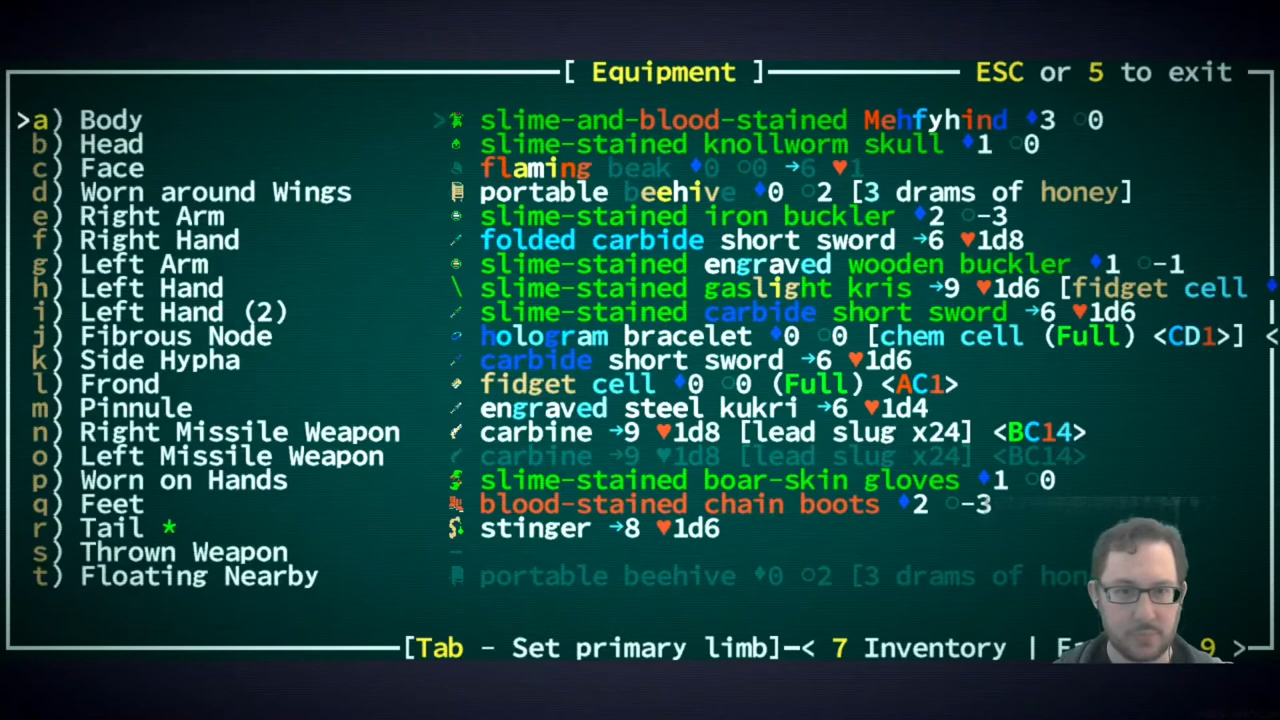 [ Equipment ] ESC or 5 to exit
>a) Body > slime-and-blood-stained Mehfyhind ♦3 ○0
b) Head slime-stained knollworm skull ♦1 ○0
c) Face flaming beak ♦0 ○0 →6 ♥1
d) Worn around Wings portable beehive ♦0 ○2 [3 drams of honey]
e) Right Arm slime-stained iron buckler ♦2 ○-3
f) Right Hand folded carbide short sword →6 ♥1d8
g) Left Arm slime-stained engraved wooden buckler ♦1 ○-1
h) Left Hand \ slime-stained gaslight kris →9 ♥1d6 [fidget cell ♦
i) Left Hand (2) slime-stained carbide short sword →6 ♥1d6
j) Fibrous Node hologram bracelet ♦0 ○0 [chem cell (Full) <CD1>] <
k) Side Hypha carbide short sword →6 ♥1d6
l) Frond fidget cell ♦0 ○0 (Full) <AC1>
m) Pinnule engraved steel kukri →6 ♥1d4
n) Right Missile Weapon carbine →9 ♥1d8 [lead slug x24] <BC14>
o) Left Missile Weapon carbine →9 ♥1d8 [lead slug x24] <BC14>
p) Worn on Hands slime-stained boar-skin gloves ♦1 ○0
q) Feet blood-stained chain boots ♦2 ○-3
r) Tail * stinger →8 ♥1d6
s) Thrown Weapon -
t) Floating Nearby portable beehive ♦0 ○2 [3 drams of hon
[Tab - Set primary limb]-< 7 Inventory | 9 >